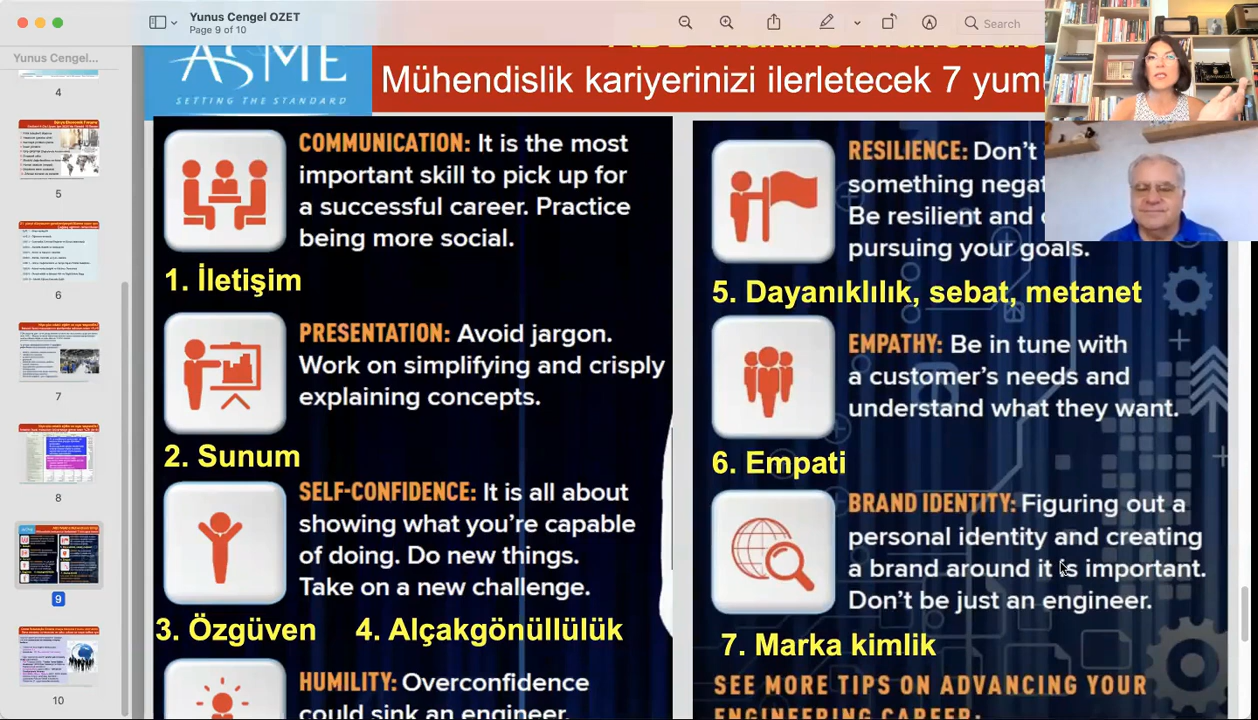 Yunus Cengel OZET
Page 9 of 10
Search
Yunus Cengel...
4
5
6
7
8
9
10
ASME
SETTING THE STANDARD
Mühendislik kariyerinizi ilerletecek 7 yum
COMMUNICATION: It is the most
important skill to pick up for
a successful career. Practice
being more social.
1. İletişim
PRESENTATION: Avoid jargon.
Work on simplifying and crisply
explaining concepts.
2. Sunum
SELF-CONFIDENCE: It is all about
showing what you're capable
of doing. Do new things.
Take on a new challenge.
3. Özgüven 4. Alçakgönüllülük
HUMILITY: Overconfidence
could sink an engineer.
RESILIENCE: Don't
something negat
Be resilient and
pursuing your goals.
5. Dayanıklılık, sebat, metanet
EMPATHY: Be in tune with
a customer's needs and
understand what they want.
6. Empati
BRAND IDENTITY: Figuring out a
personal identity and creating
a brand around it is important.
Don't be just an engineer.
7. Marka kimlik
SEE MORE TIPS ON ADVANCING YOUR
ENGINEERING CAREER: